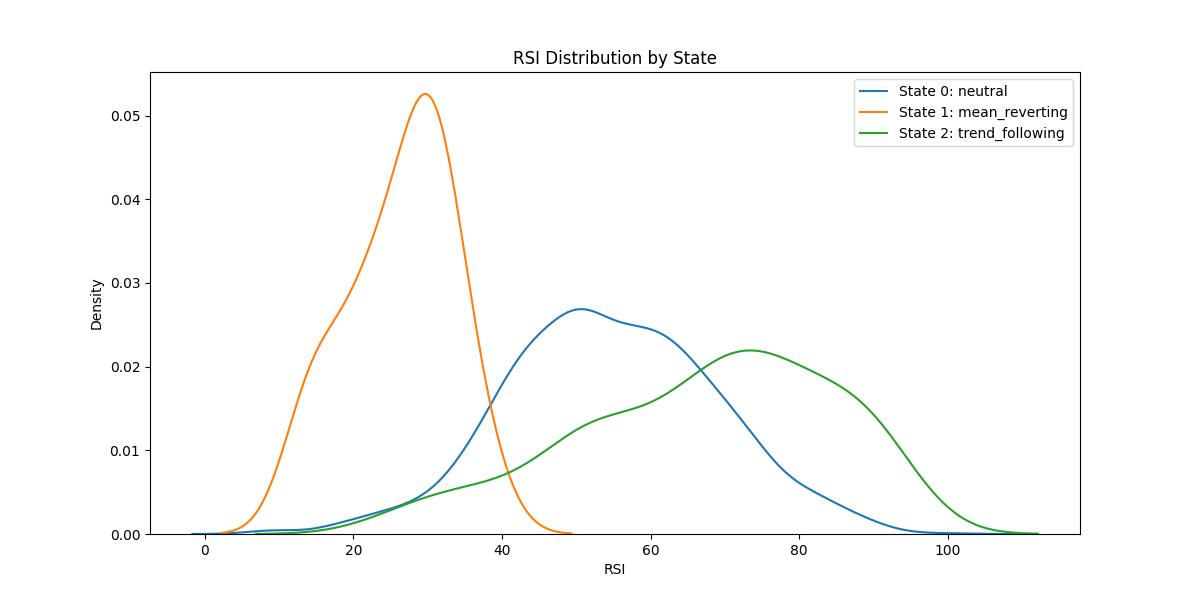 RSI Distribution by State
State 0: neutral
State 1: mean_reverting
State 2: trend_following
Density
0.05
0.04
0.03
0.02
0.01
0.00
0 20 40 60 80 100
RSI